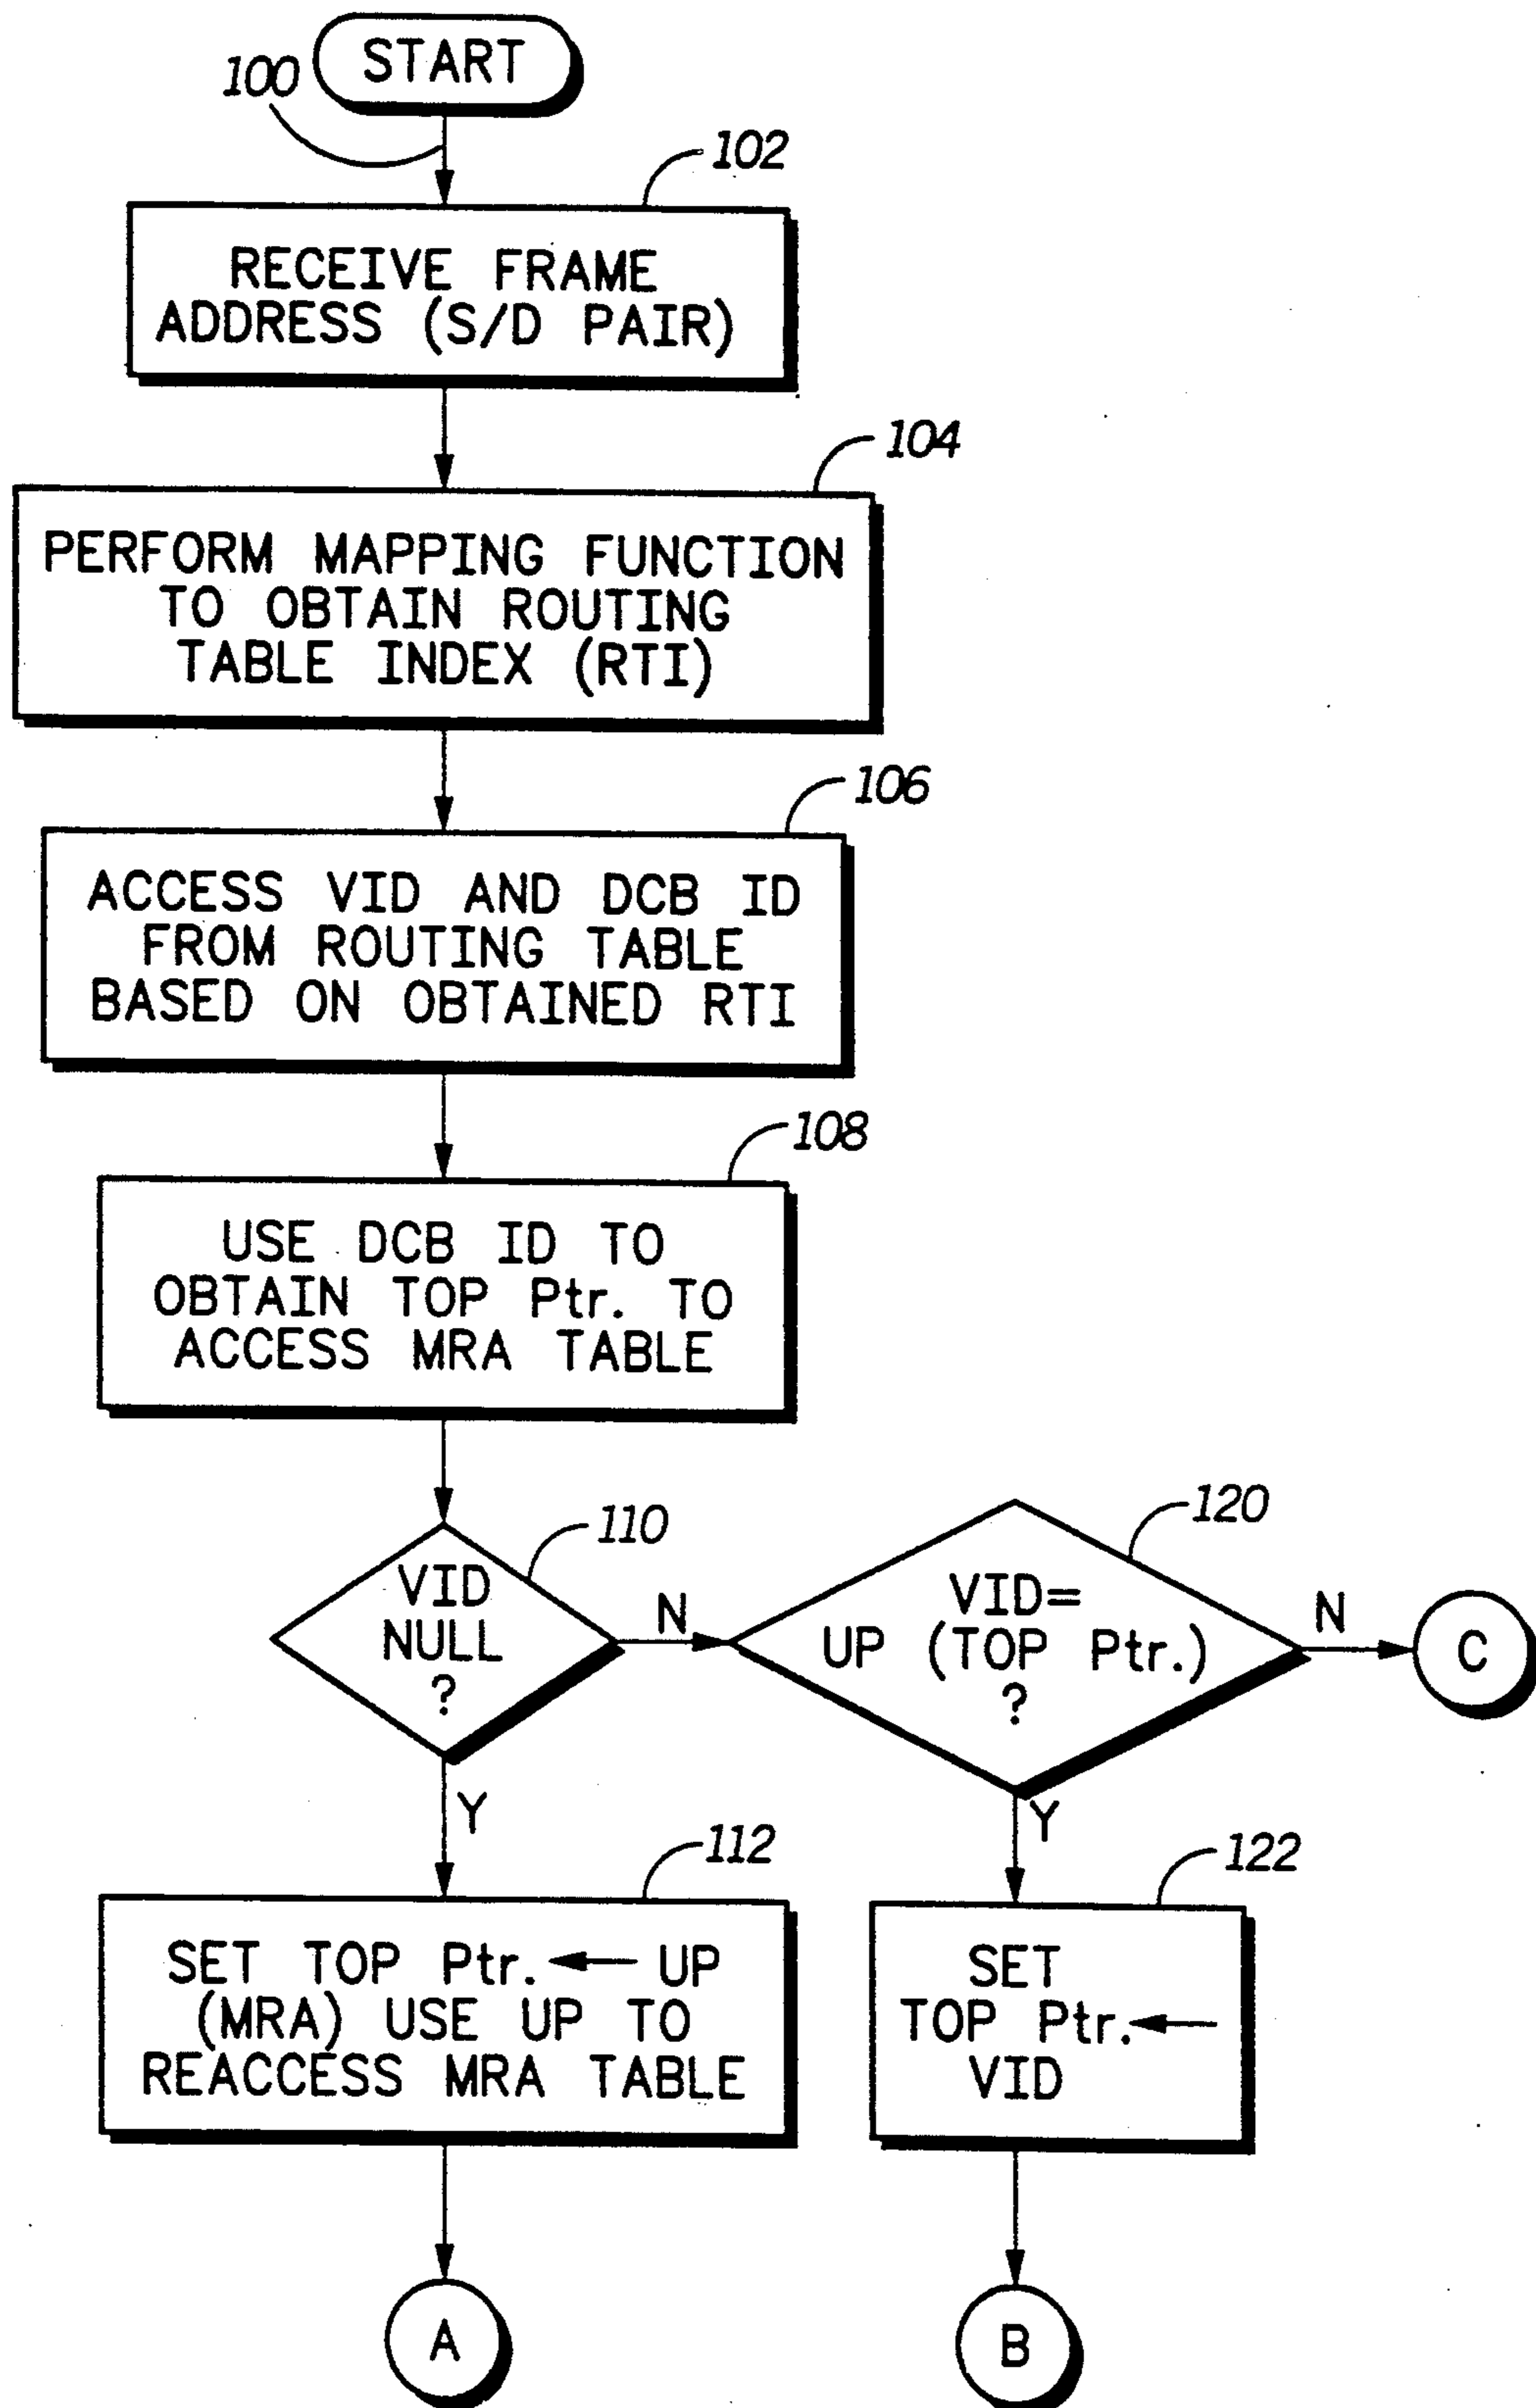 START
100
102
RECEIVE FRAME
ADDRESS (S/D PAIR)
104
PERFORM MAPPING FUNCTION
TO OBTAIN ROUTING
TABLE INDEX (RTI)
106
ACCESS VID AND DCB ID
FROM ROUTING TABLE
BASED ON OBTAINED RTI
108
USE DCB ID TO
OBTAIN TOP Ptr. TO
ACCESS MRA TABLE
110
VID
NULL
?
N
120
VID=
UP (TOP Ptr.)
?
N
C
Y
Y
112
SET TOP Ptr. ← UP
(MRA) USE UP TO
REACCESS MRA TABLE
122
SET
TOP Ptr. ←
VID
A
B